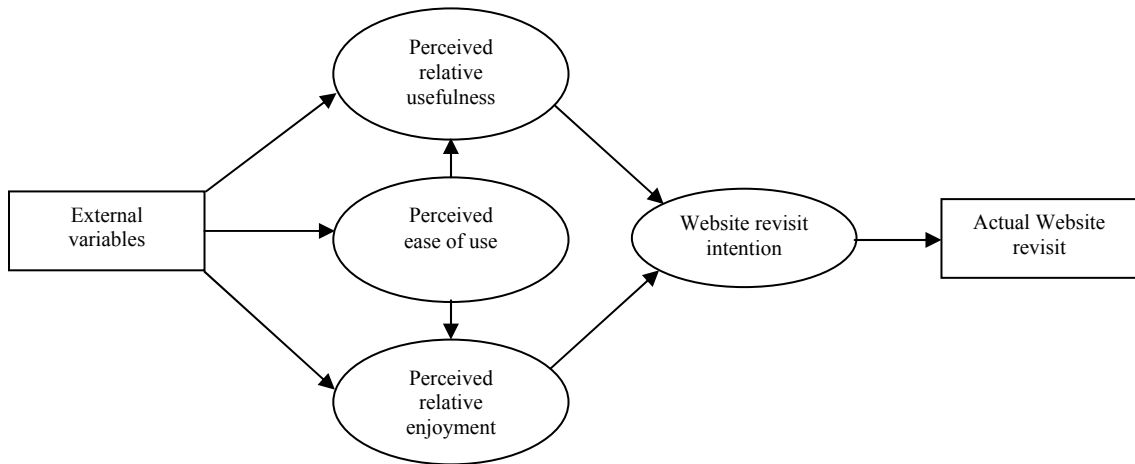 Perceived
relative
usefulness
External
variables
Perceived
ease of use
Website revisit
intention
Actual Website
revisit
Perceived
relative
enjoyment